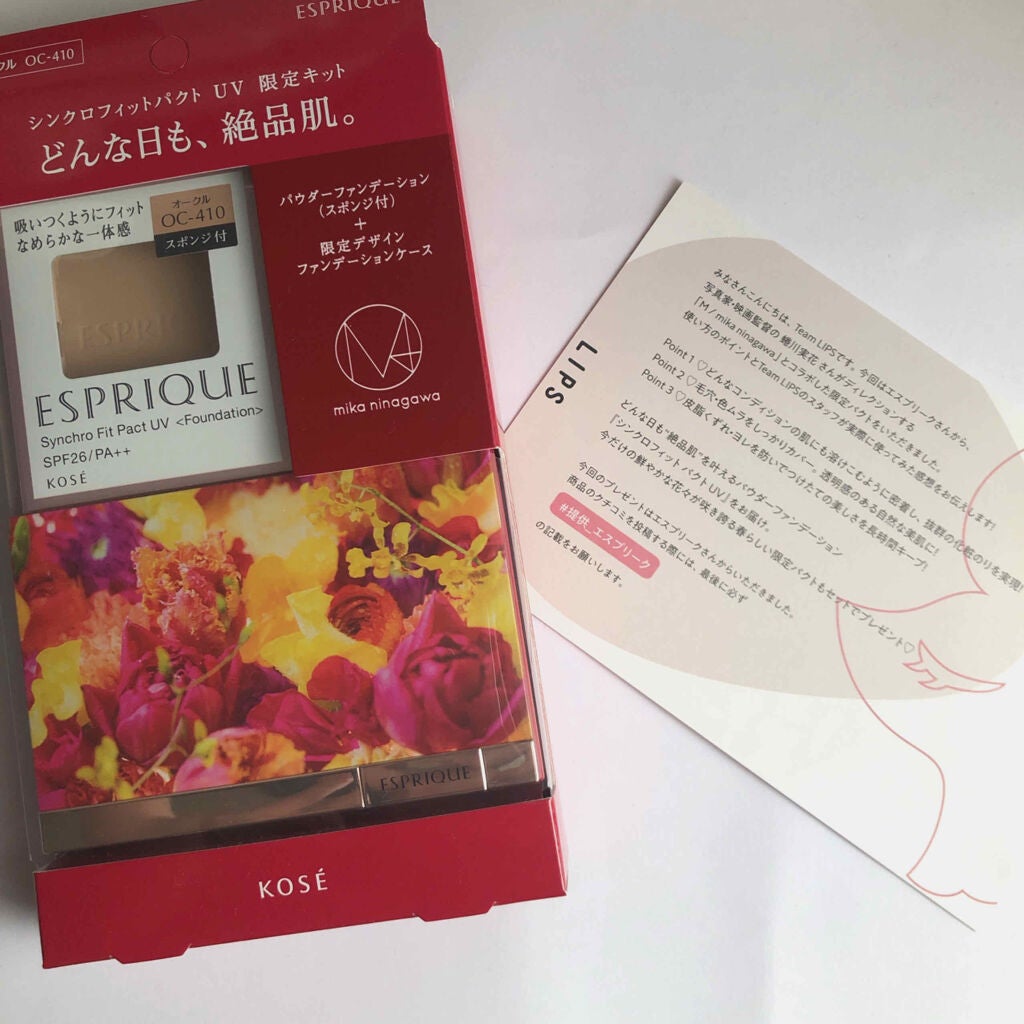 ESPRIQUE
クル OC-410
シンクロフィットパクト UV 限定キット
どんな日も、絶品肌。
吸いつくようにフィット
なめらかな一体感
オークル
OC-410
スポンジ付
ESPRI
ESPRIQUE
Synchro Fit Pact UV <Foundation>
SPF26/PA++
KOSÉ
パウダーファンデーション
(スポンジ付)
+
限定デザイン
ファンデーションケース
M
mika ninagawa
ESPRIQUE
KOSÉ
LIPS
みなさんこんにちは、Team LIPSです。今回はエスプリークさんから、
写真家・映画監督の 蜷川実花 さんがディレクションする
「M / mika ninagawa」とコラボした限定パクトをいただきました。
使い方のポイントとTeam LIPSのスタッフが実際に使ってみた感想をお伝えします!
Point 1 ♡どんなコンディションの肌にも溶けこむように密着し、抜群の化粧のりを実現!
Point 2 ♡毛穴・色ムラをしっかりカバー。透明感のある自然な素肌に!
Point 3 ♡皮脂くずれ・ヨレを防いでつけたての美しさを長時間キープ!
どんな日も"絶品肌"を叶えるパウダーファンデーション
「シンクロフィット パクト UV」をお届け。
今だけの鮮やかな花々が咲き誇る春らしい限定パクトもセットでプレゼント♡
今回のプレゼントはエスプリークさんからいただきました。
商品のクチコミを投稿する際には、最後に必ず
#提供_エスプリーク
の記載をお願いします。